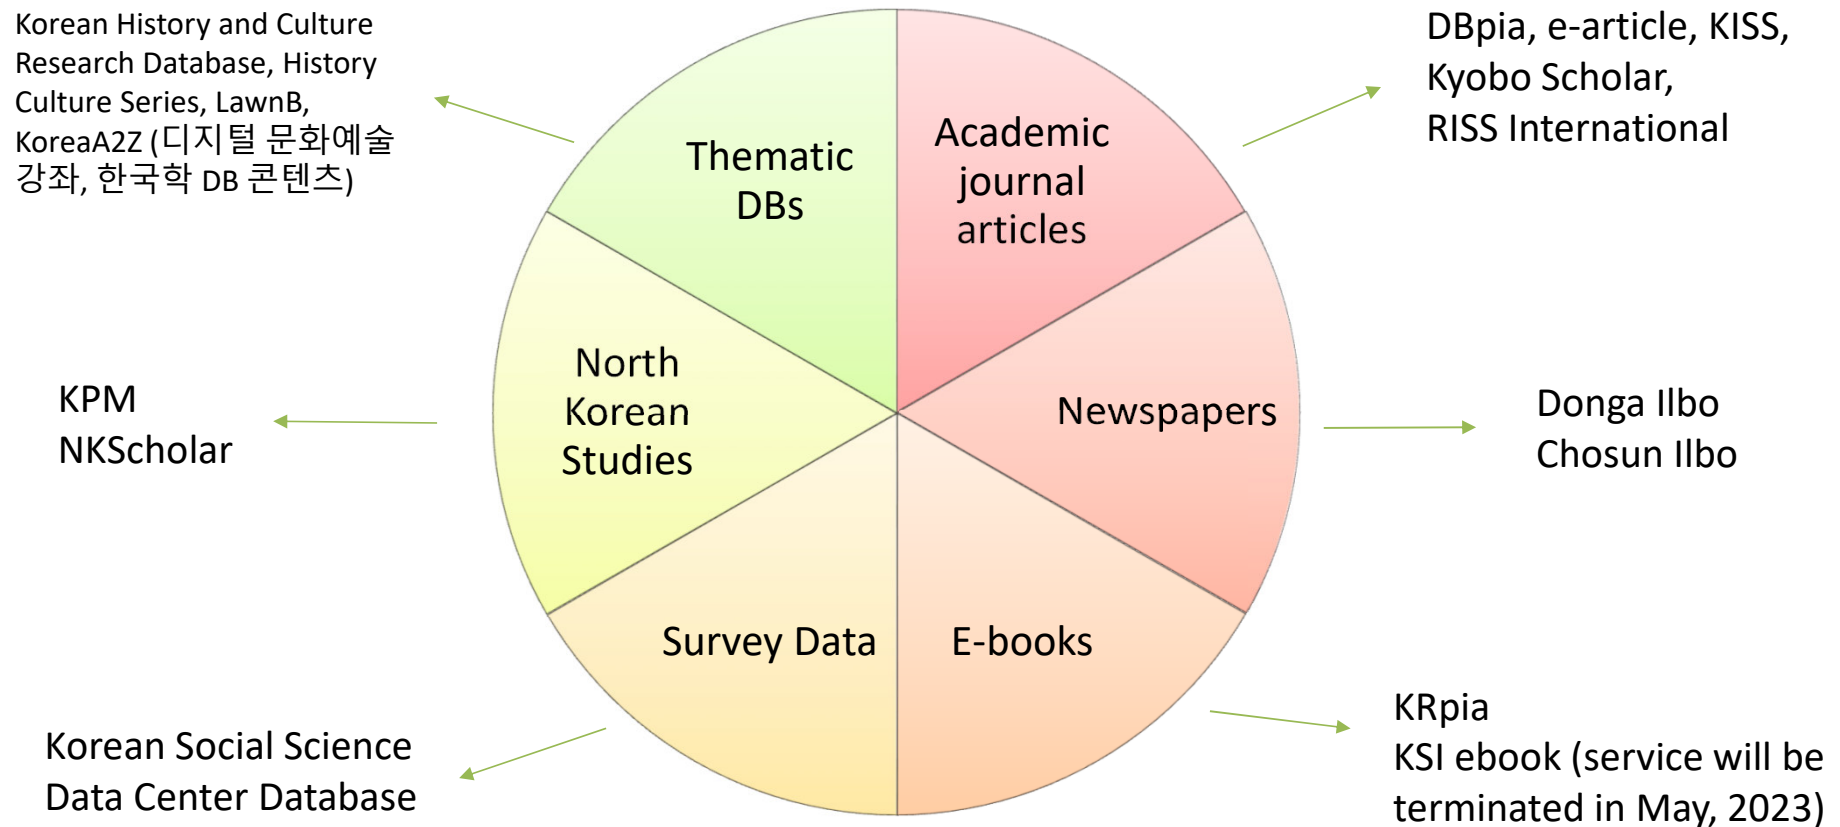 Korean History and Culture
Research Database, History
Culture Series, LawnB,
KoreaA2Z (디지털 문화예술
강좌, 한국학 DB 콘텐츠)
Thematic
DBs
Academic
journal
articles
DBpia, e-article, KISS,
Kyobo Scholar,
RISS International
KPM
NKScholar
North
Korean
Studies
Newspapers
Donga Ilbo
Chosun Ilbo
Survey Data
E-books
Korean Social Science
Data Center Database
KRpia
KSI ebook (service will be
terminated in May, 2023)